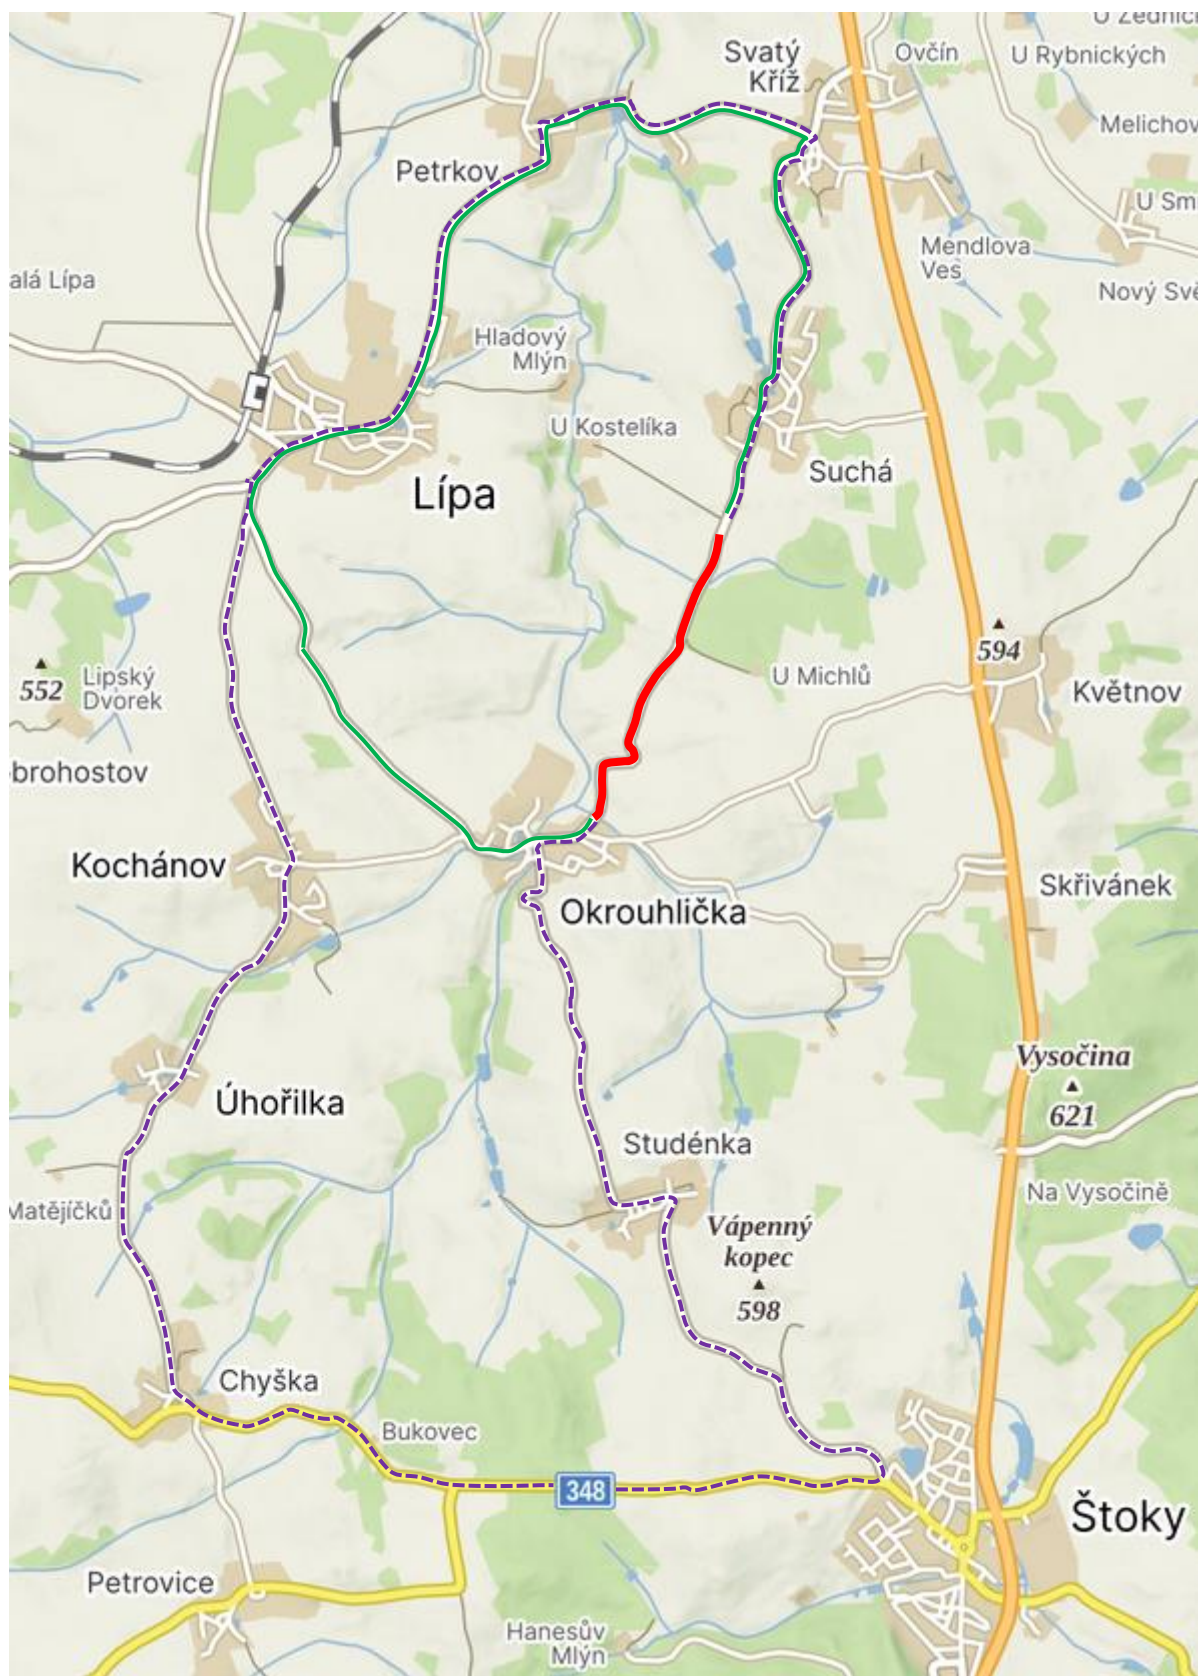 U Zednic
Svatý
Kříž
Ovčín
U Rybnických
Melichov
Petrkov
U Sm
Mendlova
Ves
alá Lípa
Nový Svě
Hladový
Mlýn
U Kostelíka
Suchá
Lípa
594
552
Lipský
Dvorek
U Michlů
Květnov
brohostov
Kochánov
Skřivánek
Okrouhlička
Vysočina
621
Úhořilka
Studénka
Na Vysočině
Matějíčků
Vápenný
kopec
598
Chyška
Bukovec
348
Štoky
Petrovice
Hanesův
Mlýn